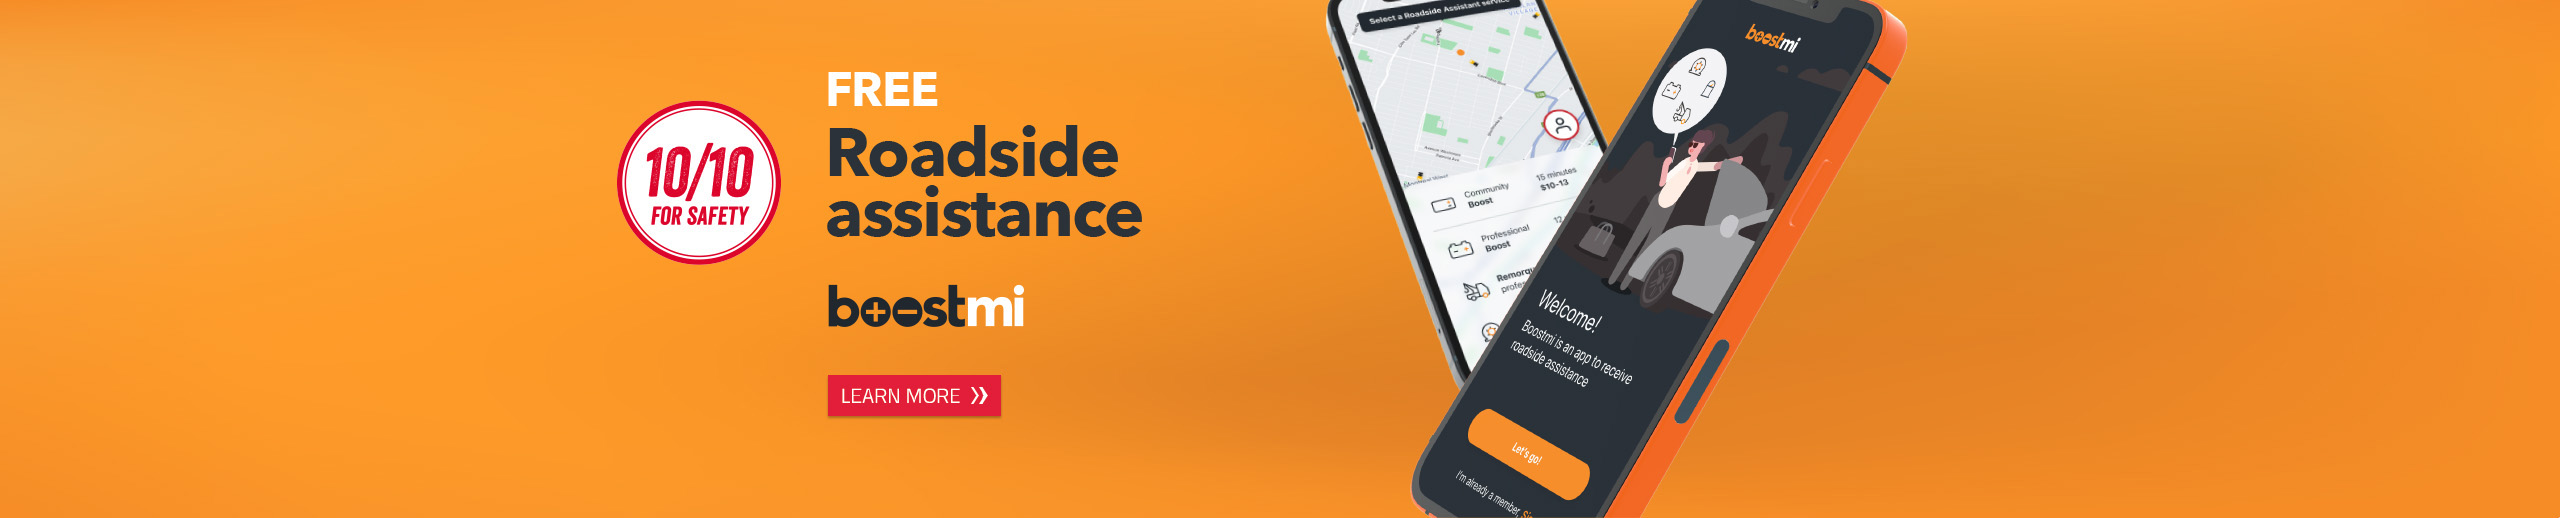 10/10
FOR SAFETY
FREE
Roadside
assistance
boostmi
LEARN MORE
Select a Roadside Assistant service
Community
Boost
15 minutes
$10-13
Professional
Boost
12
boostmi
Welcome!
Boostmi is an app to receive
roadside assistance
Let's go!
I'm already a member,